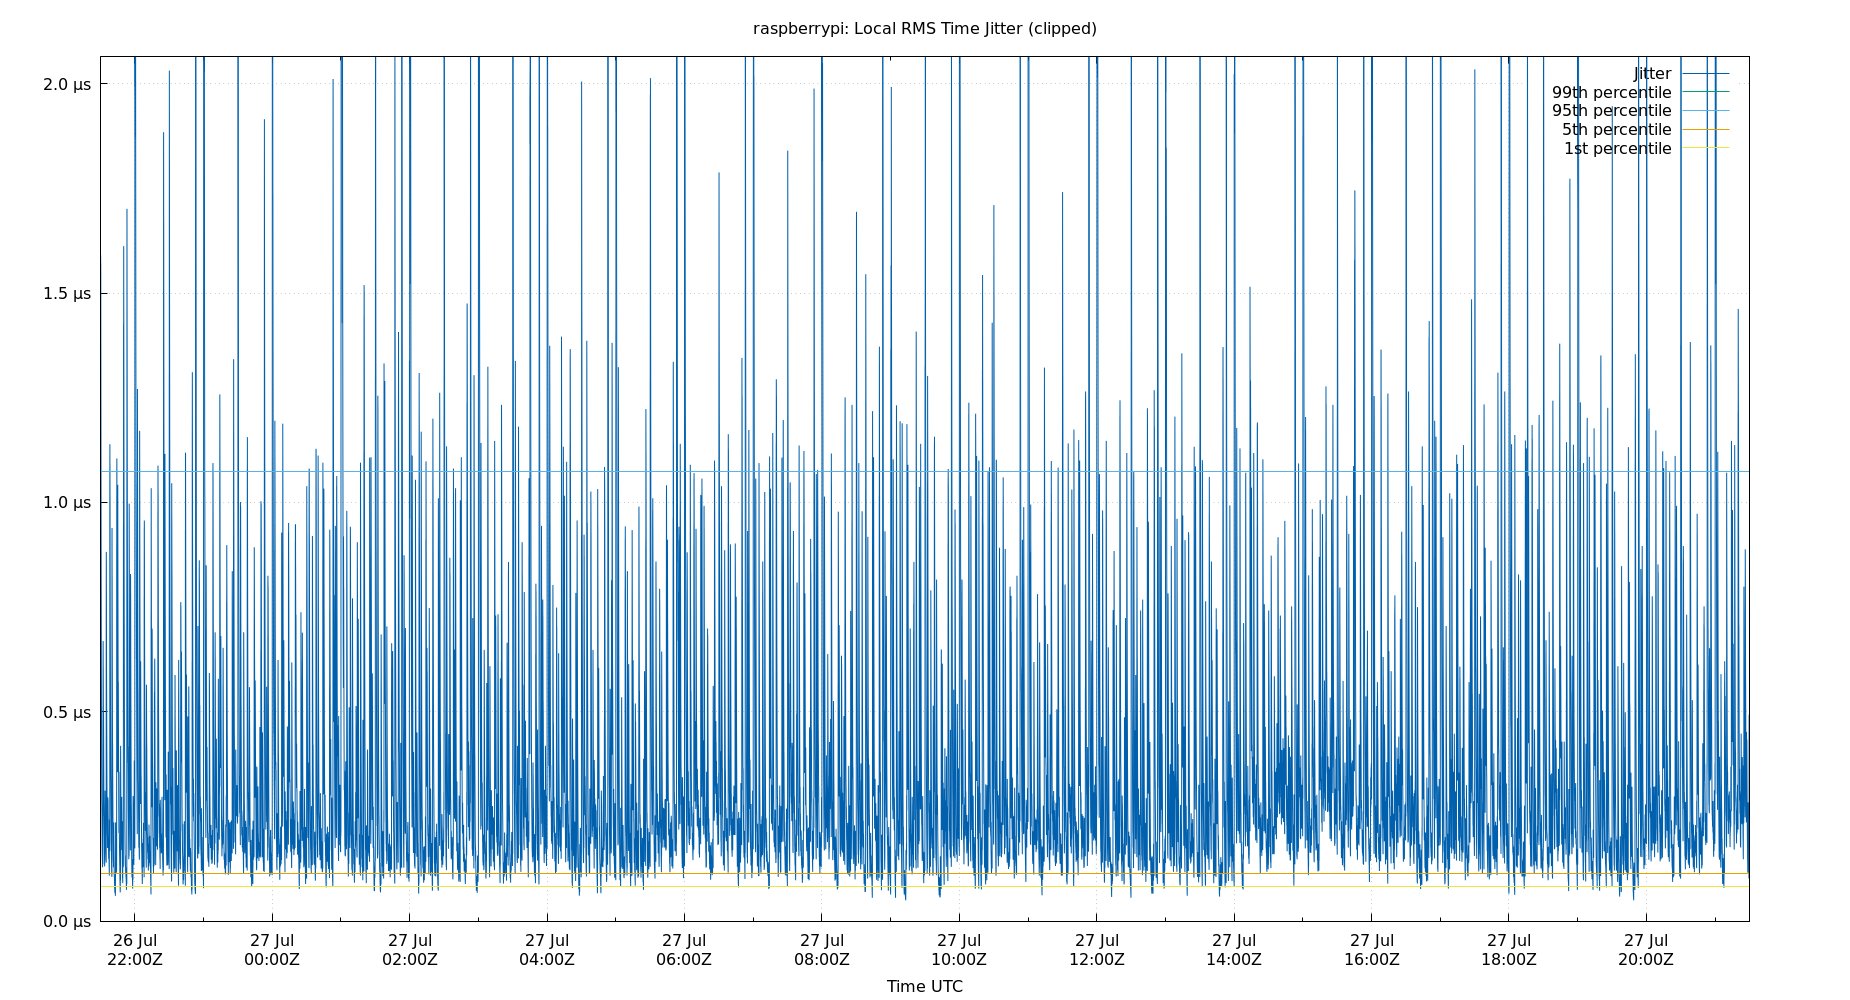 raspberrypi: Local RMS Time Jitter (clipped)
Jitter
99th percentile
95th percentile
5th percentile
1st percentile
2.0 µs
1.5 µs
1.0 µs
0.5 µs
0.0 µs
26 Jul 27 Jul 27 Jul 27 Jul 27 Jul 27 Jul 27 Jul 27 Jul 27 Jul 27 Jul 27 Jul 27 Jul
22:00Z 00:00Z 02:00Z 04:00Z 06:00Z 08:00Z 10:00Z 12:00Z 14:00Z 16:00Z 18:00Z 20:00Z
Time UTC